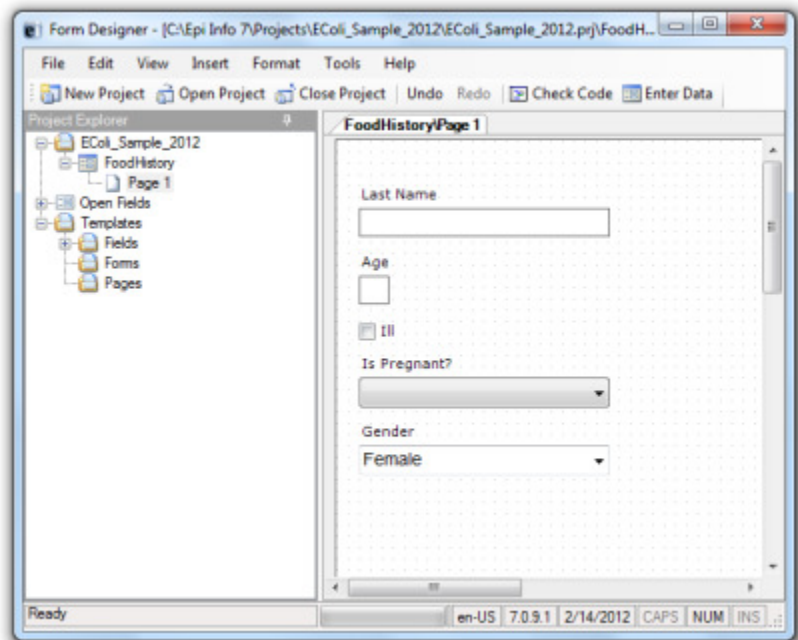 Form Designer - [C:\Epi Info 7\Projects\EColi_Sample_2012\EColi_Sample_2012.prj\FoodH...
File Edit View Insert Format Tools Help
New Project Open Project Close Project Undo Redo Check Code Enter Data
Project Explorer
EColi_Sample_2012
FoodHistory
Page 1
Open Fields
Templates
Fields
Forms
Pages
FoodHistory\Page 1
Last Name
Age
Ill
Is Pregnant?
Gender
Female
Ready en-US 7.0.9.1 2/14/2012 CAPS NUM INS